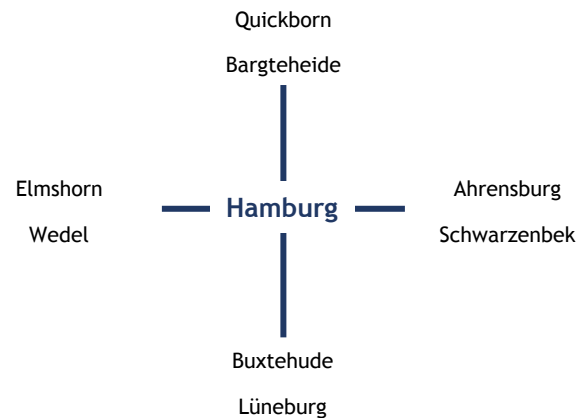 Quickborn
Bargteheide
Elmshorn
Wedel
Hamburg
Ahrensburg
Schwarzenbek
Buxtehude
Lüneburg